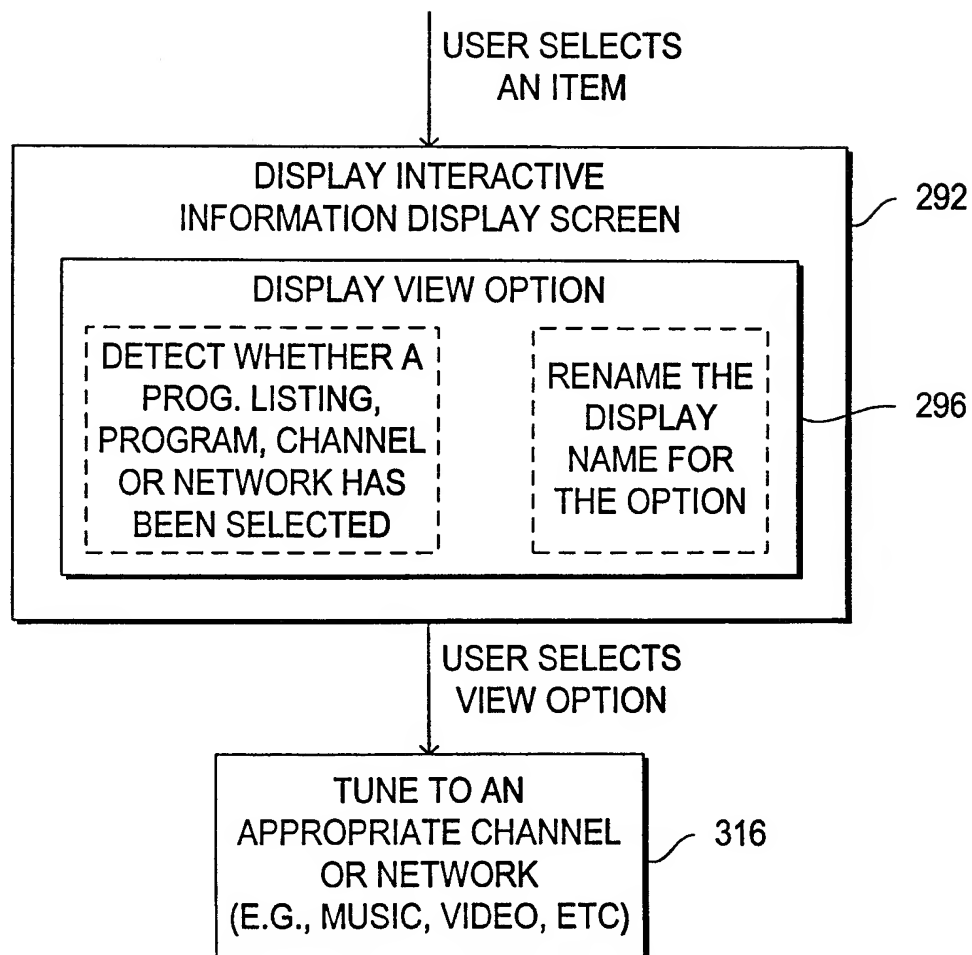 USER SELECTS
AN ITEM
DISPLAY INTERACTIVE
INFORMATION DISPLAY SCREEN
292
DISPLAY VIEW OPTION
DETECT WHETHER A
PROG. LISTING,
PROGRAM, CHANNEL
OR NETWORK HAS
BEEN SELECTED
RENAME THE
DISPLAY
NAME FOR
THE OPTION
296
USER SELECTS
VIEW OPTION
TUNE TO AN
APPROPRIATE CHANNEL
OR NETWORK
(E.G., MUSIC, VIDEO, ETC)
316